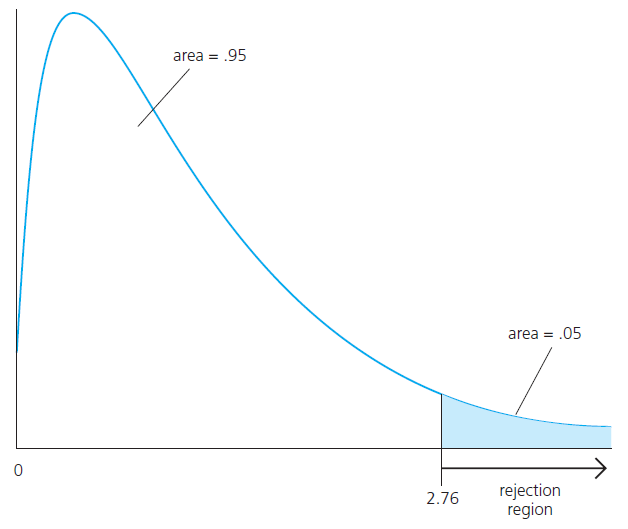 area = .95
area = .05
0
2.76
rejection
region